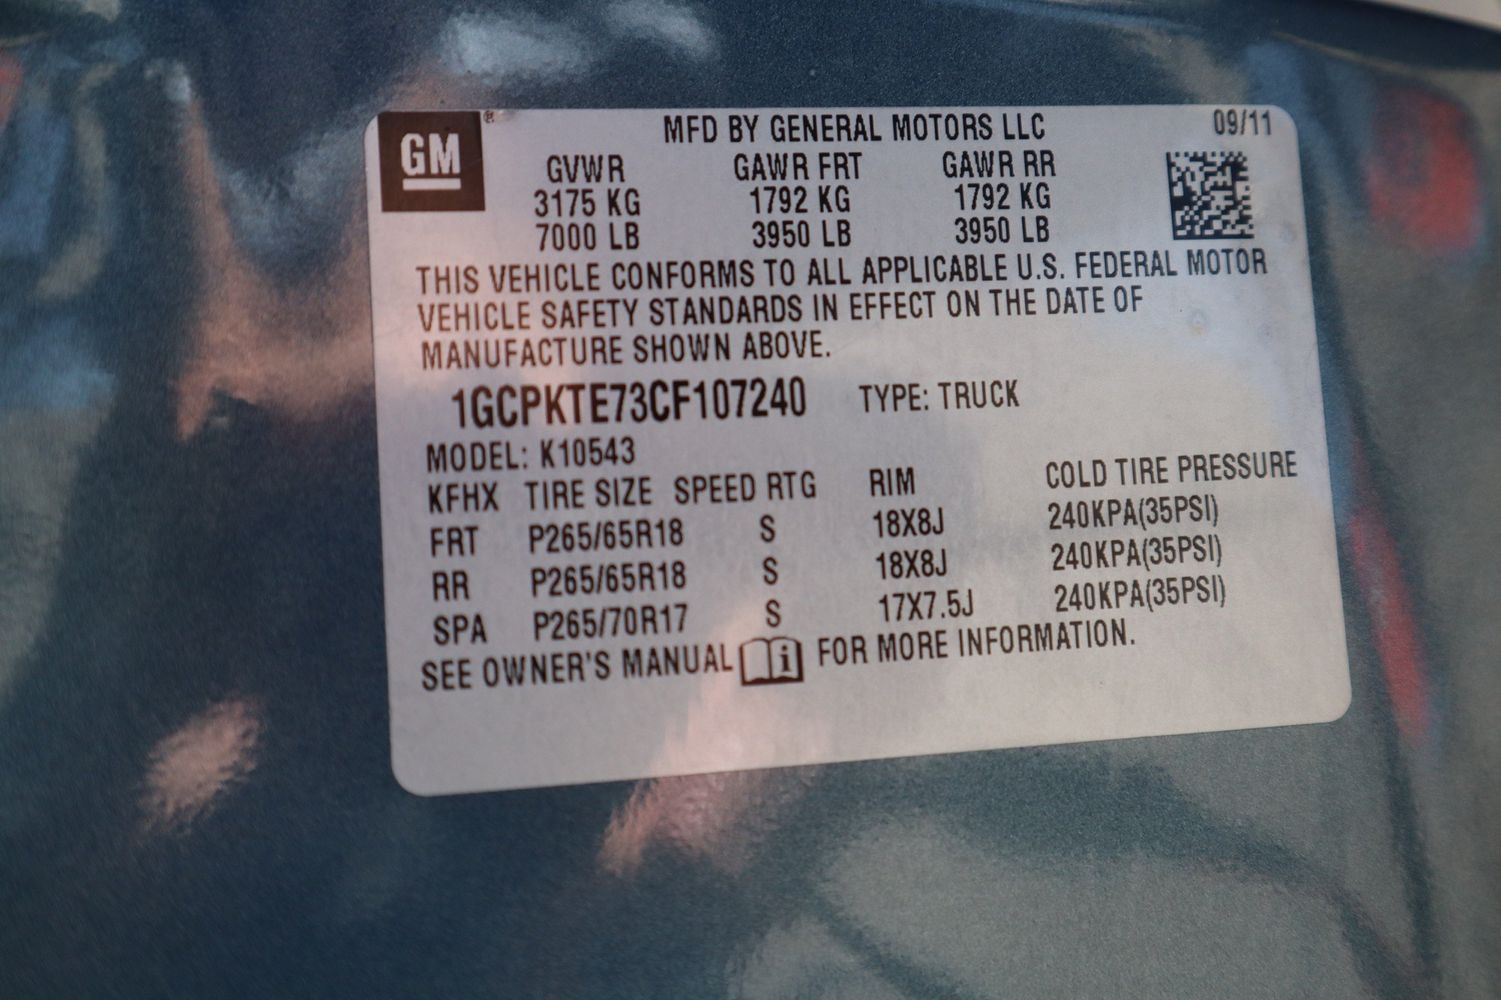 GM ® MFD BY GENERAL MOTORS LLC 09/11
GVWR GAWR FRT GAWR RR
3175 KG 1792 KG 1792 KG
7000 LB 3950 LB 3950 LB
THIS VEHICLE CONFORMS TO ALL APPLICABLE U.S. FEDERAL MOTOR
VEHICLE SAFETY STANDARDS IN EFFECT ON THE DATE OF
MANUFACTURE SHOWN ABOVE.
1GCPKTE73CF107240 TYPE: TRUCK
MODEL: K10543
KFHX TIRE SIZE SPEED RTG RIM COLD TIRE PRESSURE
FRT P265/65R18 S 18X8J 240KPA(35PSI)
RR P265/65R18 S 18X8J 240KPA(35PSI)
SPA P265/70R17 S 17X7.5J 240KPA(35PSI)
SEE OWNER'S MANUAL i FOR MORE INFORMATION.